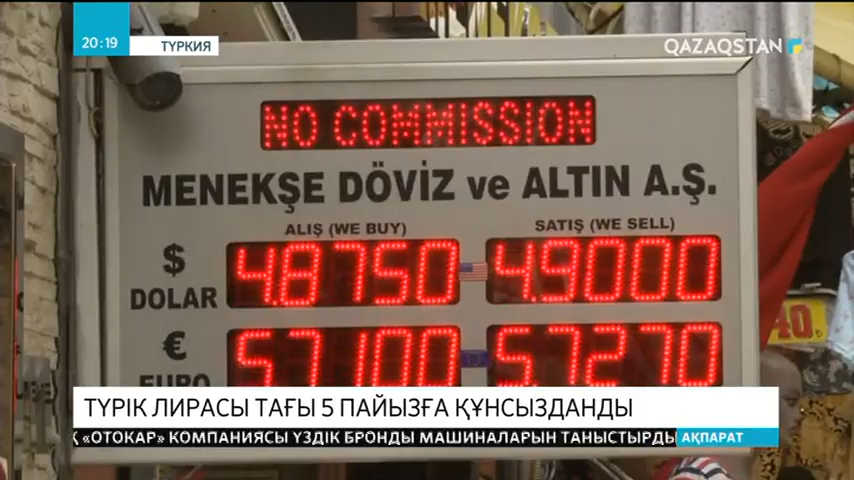 20:19
ТҮРКИЯ
QAZAQSTAN
NO COMMISSION
MENEKŞE DÖVİZ ve ALTIN A.Ş.
ALIŞ (WE BUY) SATIŞ (WE SELL)
$ DOLAR 4.8750 4.9000
€ EURO 5.7100 5.7270
40
ТҮРІК ЛИРАСЫ ТАҒЫ 5 ПАЙЫЗҒА ҚҰНСЫЗДАНДЫ
Қ «ОТОКАР» КОМПАНИЯСЫ ҮЗДІК БРОНДЫ МАШИНАЛАРЫН ТАНЫСТЫРДЫ
АҚПАРАТ